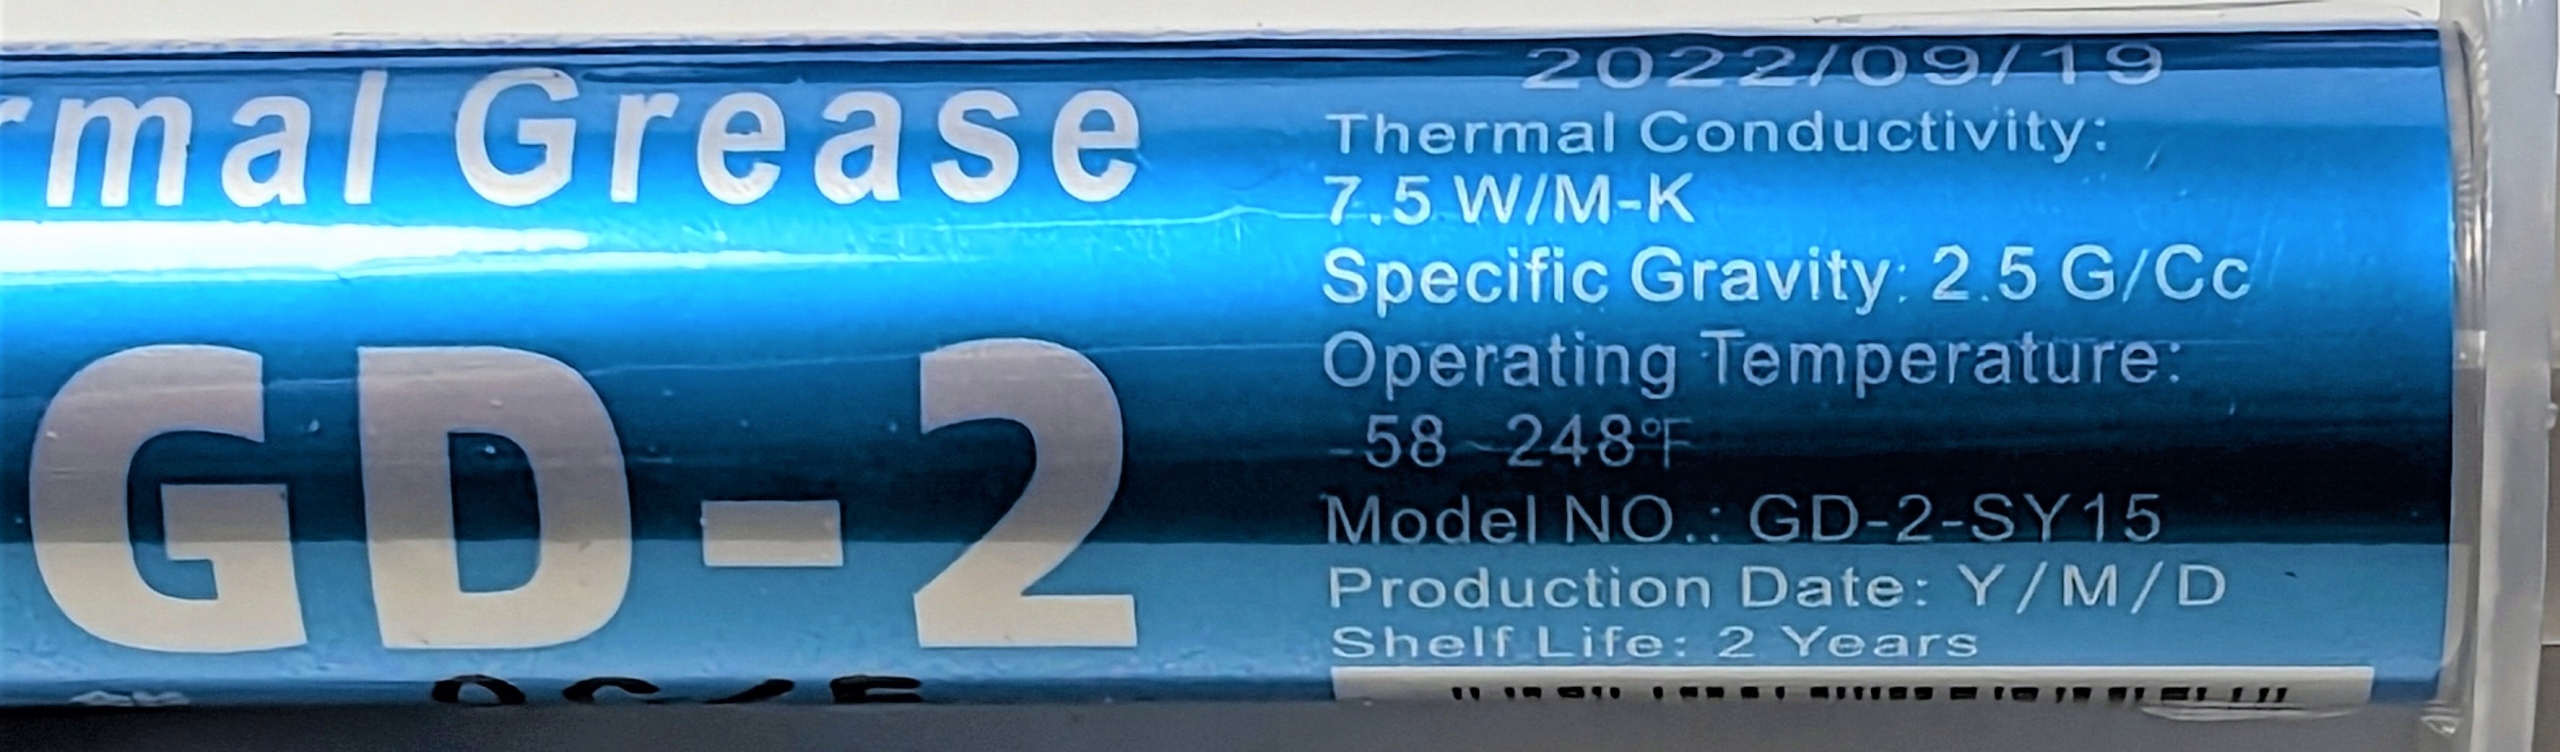 rmal Grease
GD-2
2022/09/19
Thermal Conductivity:
7.5 W/M-K
Specific Gravity: 2.5 G/Cc
Operating Temperature:
-58~248℉
Model NO.: GD-2-SY15
Production Date: Y/M/D
Shelf Life: 2 Years